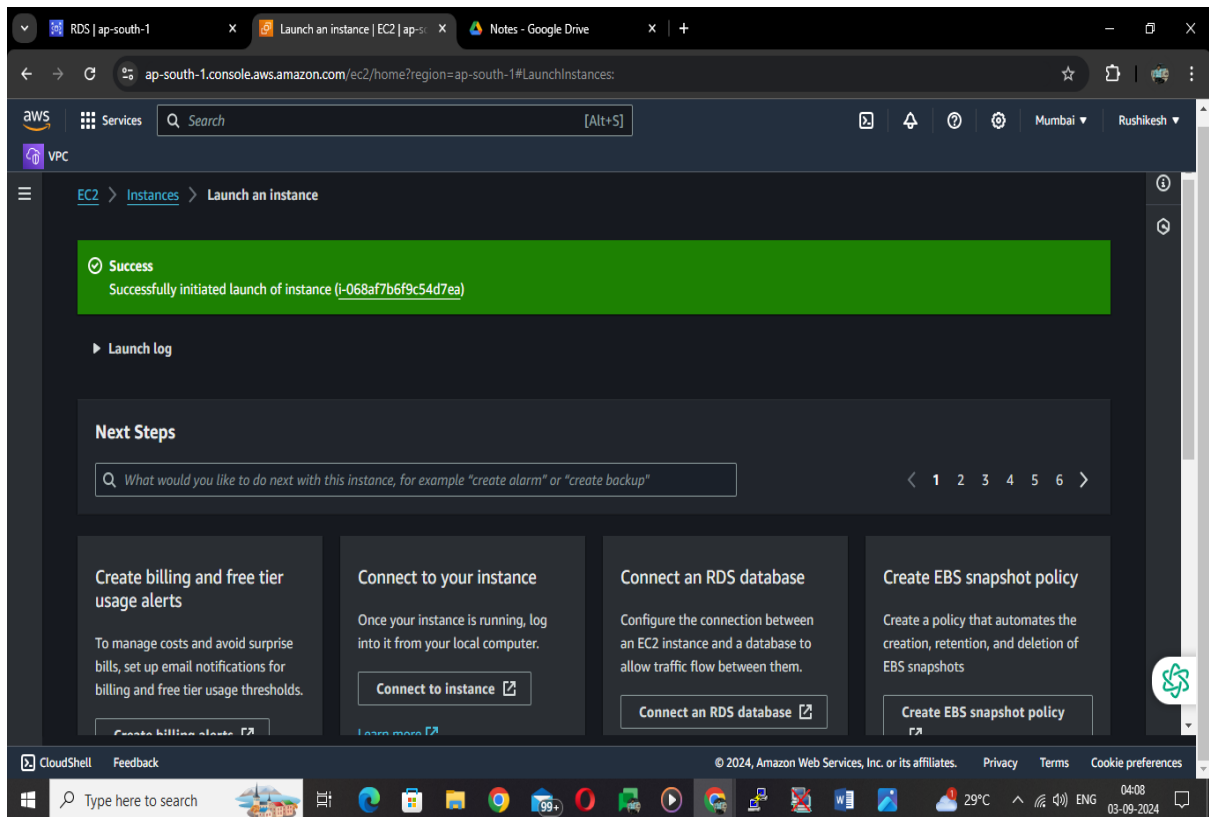 RDS | ap-south-1
Launch an instance | EC2 | ap-so
Notes - Google Drive
ap-south-1.console.aws.amazon.com/ec2/home?region=ap-south-1#LaunchInstances:
aws
Services
Search
[Alt+S]
Mumbai
Rushikesh
VPC
EC2
Instances
Launch an instance
Success
Successfully initiated launch of instance (i-068af7b6f9c54d7ea)
Launch log
Next Steps
What would you like to do next with this instance, for example "create alarm" or "create backup"
1 2 3 4 5 6
Create billing and free tier
usage alerts
To manage costs and avoid surprise
bills, set up email notifications for
billing and free tier usage thresholds.
Create billing alerts
Connect to your instance
Once your instance is running, log
into it from your local computer.
Connect to instance
Learn more
Connect an RDS database
Configure the connection between
an EC2 instance and a database to
allow traffic flow between them.
Connect an RDS database
Create EBS snapshot policy
Create a policy that automates the
creation, retention, and deletion of
EBS snapshots
Create EBS snapshot policy
CloudShell
Feedback
© 2024, Amazon Web Services, Inc. or its affiliates.
Privacy
Terms
Cookie preferences
Type here to search
99+
29°C
ENG
04:08
03-09-2024